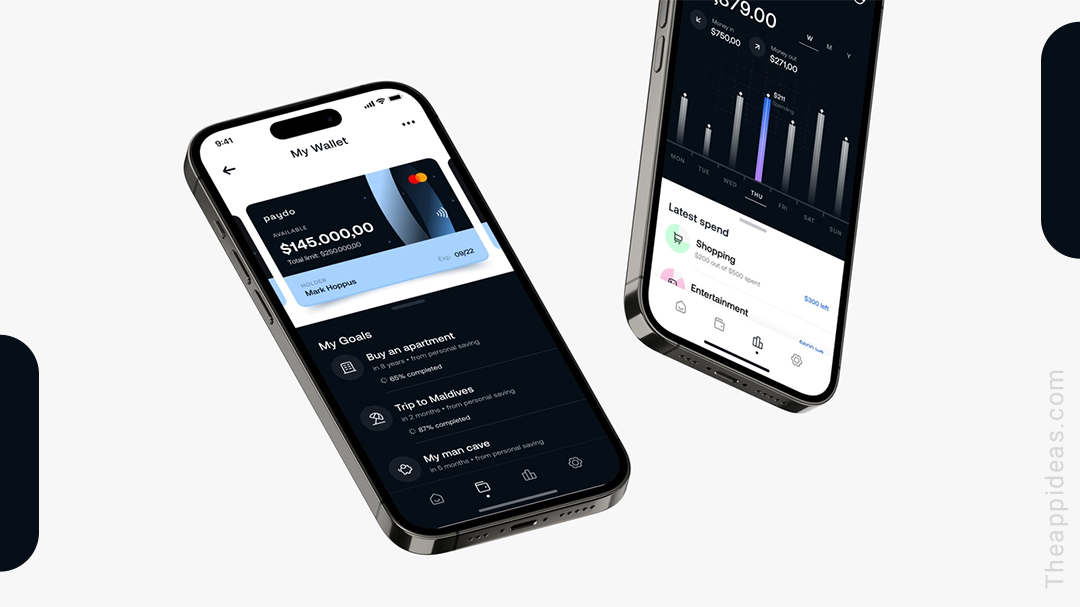 9:41
My Wallet
paydo
AVAILABLE
$145.000,00
Total limit: $250.000,00
HOLDER
Mark Hoppus
Exp 09/22
My Goals
Buy an apartment
in 8 years • from personal saving
65% completed
Trip to Maldives
in 2 months • from personal saving
87% completed
My man cave
in 5 months • from personal saving
,879.00
Money in
$750,00
Money out
$271,00
W M Y
$211
Spending
MON TUE WED THU FRI SAT SUN
Latest spend
Shopping
$200 out of $500 spent
$300 left
Entertainment
Theappideas.com